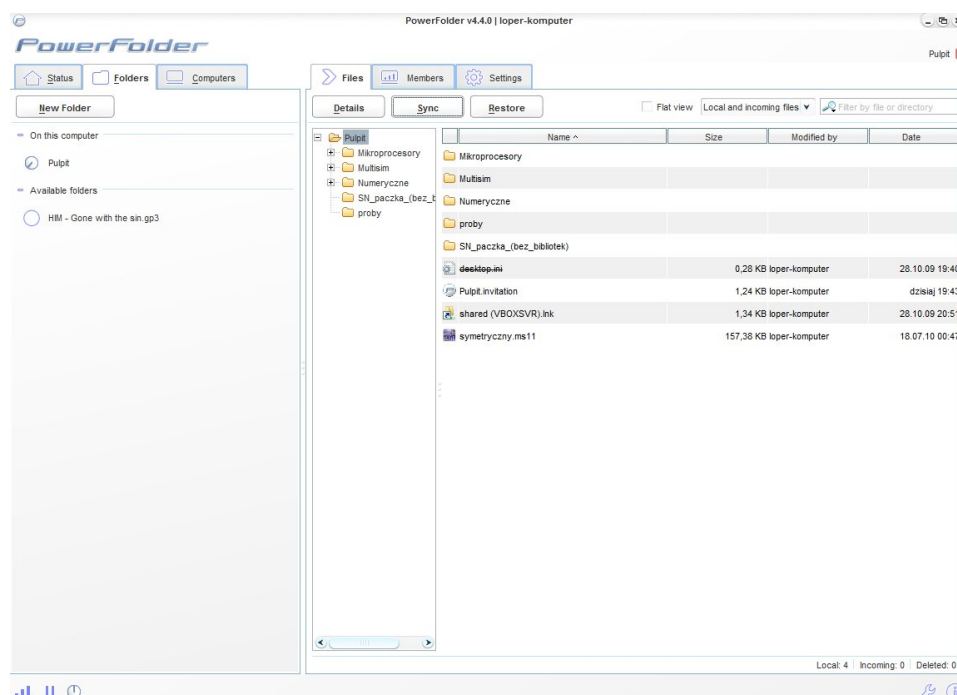 PowerFolder v4.4.0 | loper-komputer
PowerFolder
Pulpit
Status Folders Computers
Files Members Settings
New Folder
Details Sync Restore Flat view Local and incoming files Filter by file or directory
On this computer
Pulpit
Available folders
HIM - Gone with the sin.gp3
Pulpit
Mikroprocesory
Multisim
Numeryczne
SN_paczka_(bez_b
proby
Name Size Modified by Date
Mikroprocesory
Multisim
Numeryczne
proby
SN_paczka_(bez_bibliotek)
desktop.ini 0,28 KB loper-komputer 28.10.09 19:40
Pulpit.invitation 1,24 KB loper-komputer dzisiaj 19:43
shared (VBOXSVR).lnk 1,34 KB loper-komputer 28.10.09 20:51
symetryczny.ms11 157,38 KB loper-komputer 18.07.10 00:47
Local: 4 Incoming: 0 Deleted: 0